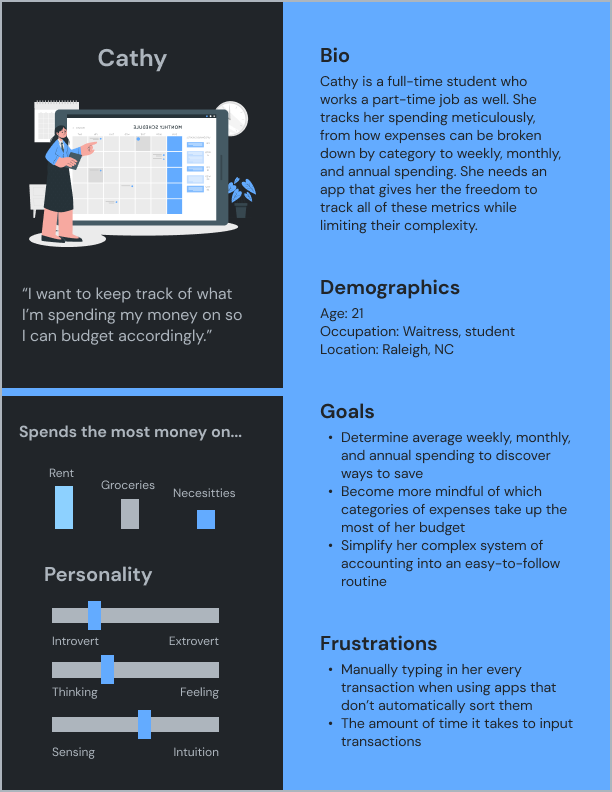 Cathy
MONTHLY SCHEDULE
“I want to keep track of what
I’m spending my money on so
I can budget accordingly.”
Spends the most money on...
Rent
Groceries
Necesitties
Personality
Introvert
Extrovert
Thinking
Feeling
Sensing
Intuition
Bio
Cathy is a full-time student who
works a part-time job as well. She
tracks her spending meticulously,
from how expenses can be broken
down by category to weekly, monthly,
and annual spending. She needs an
app that gives her the freedom to
track all of these metrics while
limiting their complexity.
Demographics
Age: 21
Occupation: Waitress, student
Location: Raleigh, NC
Goals
• Determine average weekly, monthly,
and annual spending to discover
ways to save
• Become more mindful of which
categories of expenses take up the
most of her budget
• Simplify her complex system of
accounting into an easy-to-follow
routine
Frustrations
• Manually typing in her every
transaction when using apps that
don’t automatically sort them
• The amount of time it takes to input
transactions